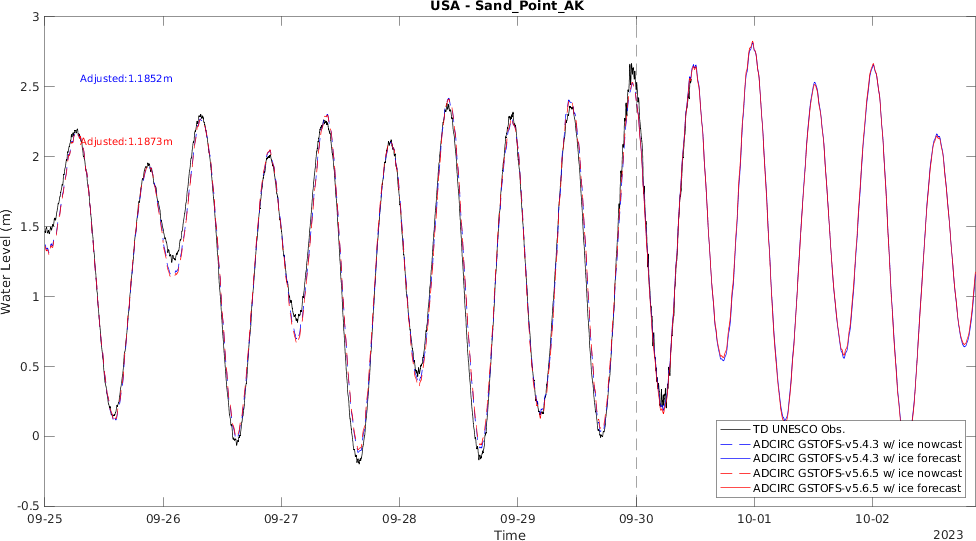 USA - Sand_Point_AK
3
2.5
2
1.5
1
0.5
0
-0.5
Water Level (m)
Adjusted:1.1852m
Adjusted:1.1873m
TD UNESCO Obs.
ADCIRC GSTOFS-v5.4.3 w/ ice nowcast
ADCIRC GSTOFS-v5.4.3 w/ ice forecast
ADCIRC GSTOFS-v5.6.5 w/ ice nowcast
ADCIRC GSTOFS-v5.6.5 w/ ice forecast
09-25 09-26 09-27 09-28 09-29 09-30 10-01 10-02
Time
2023